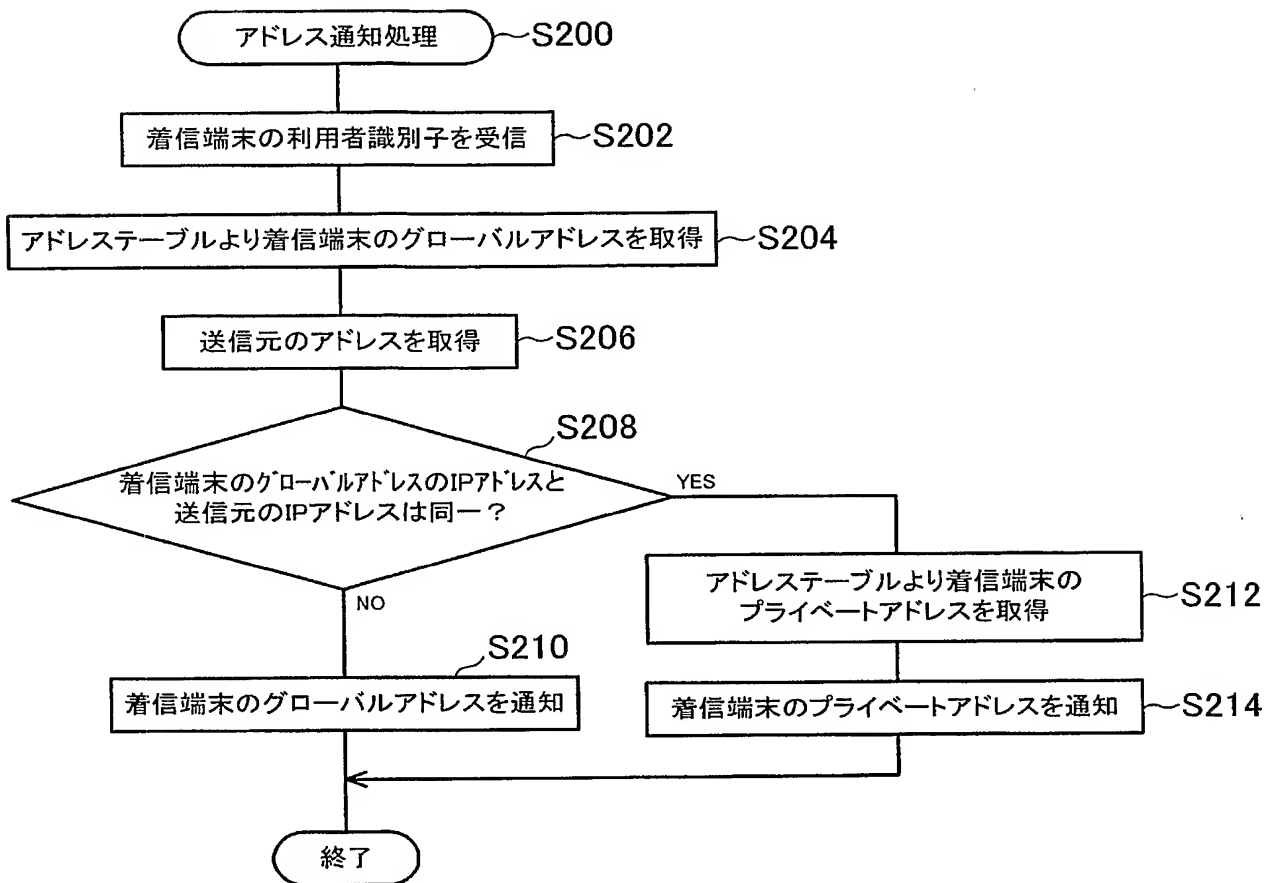 アドレス通知処理
S200
着信端末の利用者識別子を受信
S202
アドレステーブルより着信端末のグローバルアドレスを取得
S204
送信元のアドレスを取得
S206
S208
着信端末のグローバルアドレスのIPアドレスと
送信元のIPアドレスは同一？
YES
NO
アドレステーブルより着信端末の
プライベートアドレスを取得
S212
S210
着信端末のグローバルアドレスを通知
着信端末のプライベートアドレスを通知
S214
終了